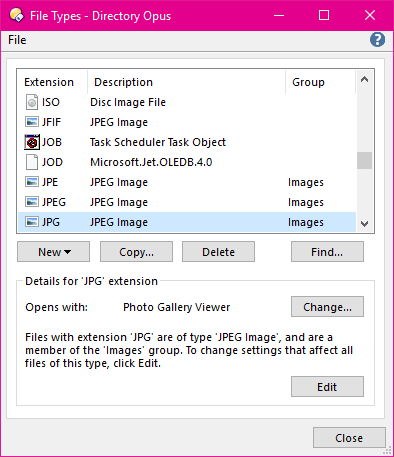 File Types - Directory Opus
File
Extension Description Group
ISO Disc Image File
JFIF JPEG Image
JOB Task Scheduler Task Object
JOD Microsoft.Jet.OLEDB.4.0
JPE JPEG Image Images
JPEG JPEG Image Images
JPG JPEG Image Images
New Copy... Delete Find...
Details for 'JPG' extension
Opens with: Photo Gallery Viewer Change...
Files with extension 'JPG' are of type 'JPEG Image', and are a
member of the 'Images' group. To change settings that affect all
files of this type, click Edit.
Edit
Close